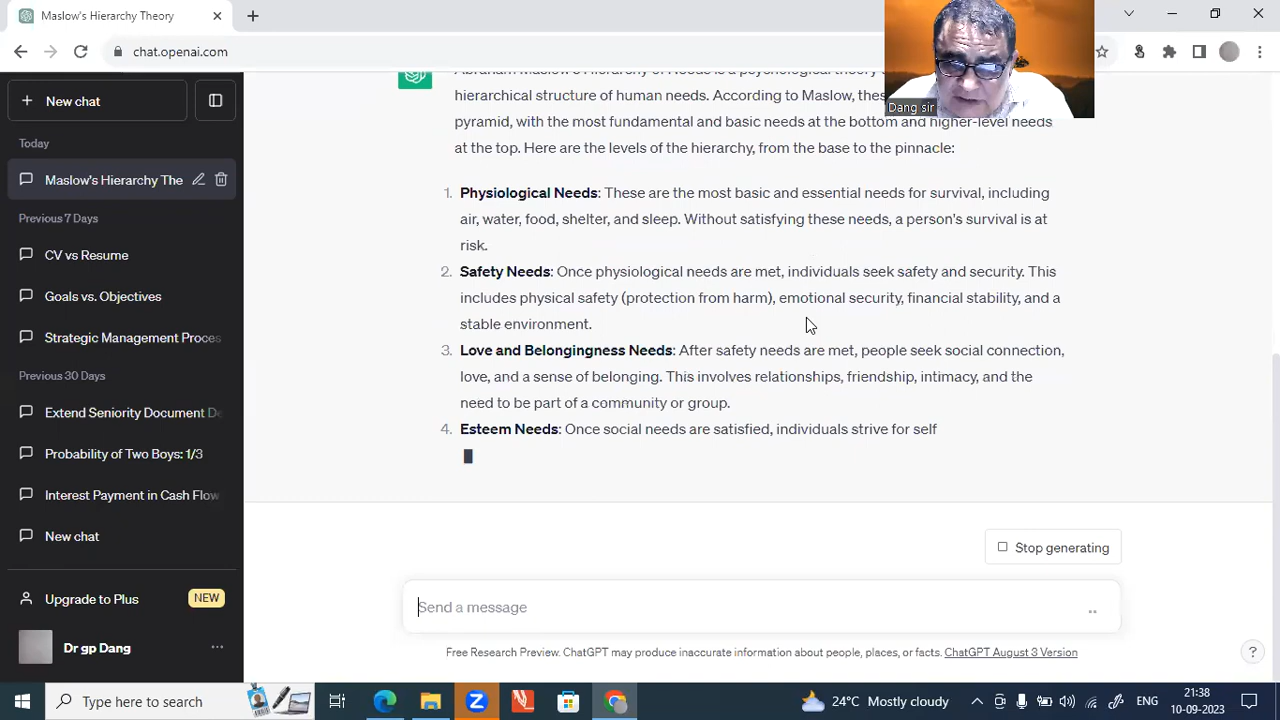 Maslow's Hierarchy Theory
chat.openai.com
Dang sir
New chat
Today
Maslow's Hierarchy The
Previous 7 Days
CV vs Resume
Goals vs. Objectives
Strategic Management Proces
Previous 30 Days
Extend Seniority Document De
Probability of Two Boys: 1/3
Interest Payment in Cash Flow
New chat
Upgrade to Plus
NEW
Dr gp Dang
hierarchical structure of human needs. According to Maslow, thes
pyramid, with the most fundamental and basic needs at the bottom and higher-level needs
at the top. Here are the levels of the hierarchy, from the base to the pinnacle:
1. Physiological Needs: These are the most basic and essential needs for survival, including
air, water, food, shelter, and sleep. Without satisfying these needs, a person's survival is at
risk.
2. Safety Needs: Once physiological needs are met, individuals seek safety and security. This
includes physical safety (protection from harm), emotional security, financial stability, and a
stable environment.
3. Love and Belongingness Needs: After safety needs are met, people seek social connection,
love, and a sense of belonging. This involves relationships, friendship, intimacy, and the
need to be part of a community or group.
4. Esteem Needs: Once social needs are satisfied, individuals strive for self
Stop generating
Send a message
Free Research Preview. ChatGPT may produce inaccurate information about people, places, or facts. ChatGPT August 3 Version
Type here to search
24°C Mostly cloudy
ENG
21:38
10-09-2023